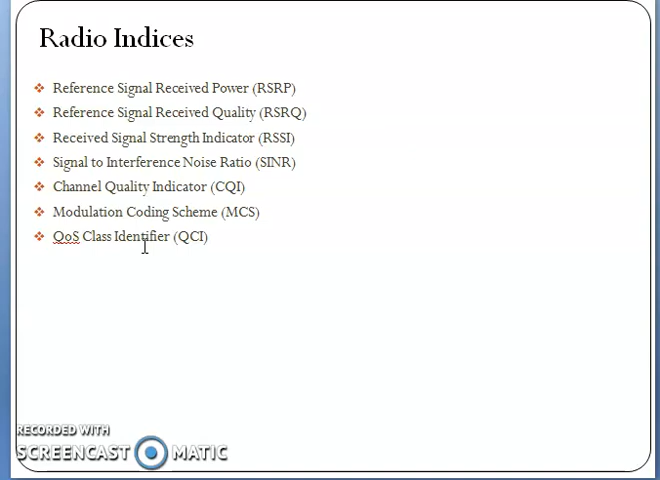 Radio Indices
Reference Signal Received Power (RSRP)
Reference Signal Received Quality (RSRQ)
Received Signal Strength Indicator (RSSI)
Signal to Interference Noise Ratio (SINR)
Channel Quality Indicator (CQI)
Modulation Coding Scheme (MCS)
QoS Class Identifier (QCI)
RECORDED WITH
SCREENCAST MATIC